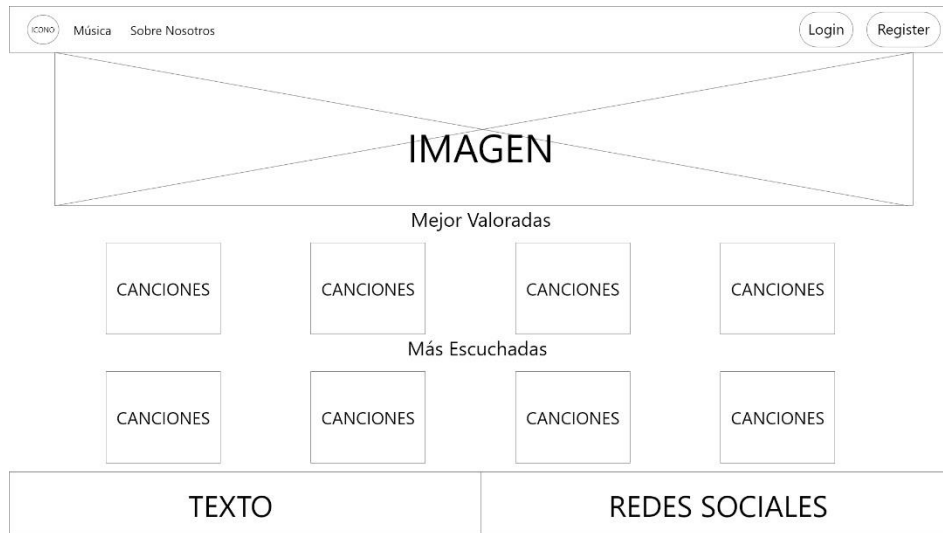 ICONO Música Sobre Nosotros Login Register
IMAGEN
Mejor Valoradas
CANCIONES CANCIONES CANCIONES CANCIONES
Más Escuchadas
CANCIONES CANCIONES CANCIONES CANCIONES
TEXTO REDES SOCIALES